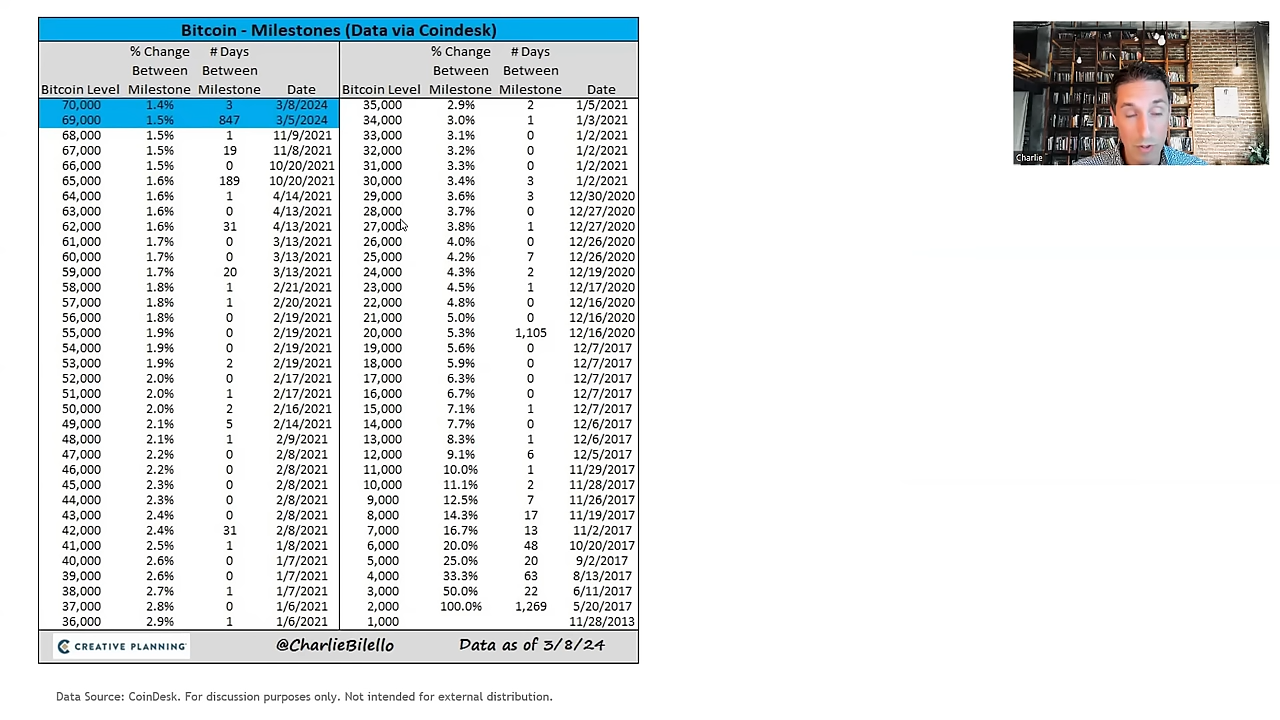 Bitcoin - Milestones (Data via Coindesk)
% Change # Days % Change # Days
Between Between Between Between
Bitcoin Level Milestone Milestone Date Bitcoin Level Milestone Milestone Date
70,000 1.4% 3 3/8/2024 35,000 2.9% 2 1/5/2021
69,000 1.5% 847 3/5/2024 34,000 3.0% 1 1/3/2021
68,000 1.5% 1 11/9/2021 33,000 3.1% 0 1/2/2021
67,000 1.5% 19 11/8/2021 32,000 3.2% 0 1/2/2021
66,000 1.5% 0 10/20/2021 31,000 3.3% 0 1/2/2021
65,000 1.6% 189 10/20/2021 30,000 3.4% 3 1/2/2021
64,000 1.6% 1 4/14/2021 29,000 3.6% 3 12/30/2020
63,000 1.6% 0 4/13/2021 28,000 3.7% 0 12/27/2020
62,000 1.6% 31 4/13/2021 27,000 3.8% 1 12/27/2020
61,000 1.7% 0 3/13/2021 26,000 4.0% 0 12/26/2020
60,000 1.7% 0 3/13/2021 25,000 4.2% 7 12/26/2020
59,000 1.7% 20 3/13/2021 24,000 4.3% 2 12/19/2020
58,000 1.8% 1 2/21/2021 23,000 4.5% 1 12/17/2020
57,000 1.8% 1 2/20/2021 22,000 4.8% 0 12/16/2020
56,000 1.8% 0 2/19/2021 21,000 5.0% 0 12/16/2020
55,000 1.9% 0 2/19/2021 20,000 5.3% 1,105 12/16/2020
54,000 1.9% 0 2/19/2021 19,000 5.6% 0 12/7/2017
53,000 1.9% 2 2/19/2021 18,000 5.9% 0 12/7/2017
52,000 2.0% 0 2/17/2021 17,000 6.3% 0 12/7/2017
51,000 2.0% 1 2/17/2021 16,000 6.7% 0 12/7/2017
50,000 2.0% 2 2/16/2021 15,000 7.1% 1 12/7/2017
49,000 2.1% 5 2/14/2021 14,000 7.7% 0 12/6/2017
48,000 2.1% 1 2/9/2021 13,000 8.3% 1 12/6/2017
47,000 2.2% 0 2/8/2021 12,000 9.1% 6 12/5/2017
46,000 2.2% 0 2/8/2021 11,000 10.0% 1 11/29/2017
45,000 2.3% 0 2/8/2021 10,000 11.1% 2 11/28/2017
44,000 2.3% 0 2/8/2021 9,000 12.5% 7 11/26/2017
43,000 2.4% 0 2/8/2021 8,000 14.3% 17 11/19/2017
42,000 2.4% 31 2/8/2021 7,000 16.7% 13 11/2/2017
41,000 2.5% 1 1/8/2021 6,000 20.0% 48 10/20/2017
40,000 2.6% 0 1/7/2021 5,000 25.0% 20 9/2/2017
39,000 2.6% 0 1/7/2021 4,000 33.3% 63 8/13/2017
38,000 2.7% 1 1/7/2021 3,000 50.0% 22 6/11/2017
37,000 2.8% 0 1/6/2021 2,000 100.0% 1,269 5/20/2017
36,000 2.9% 1 1/6/2021 1,000 11/28/2013
CREATIVE PLANNING @CharlieBilello Data as of 3/8/24
Data Source: CoinDesk. For discussion purposes only. Not intended for external distribution.
Charlie